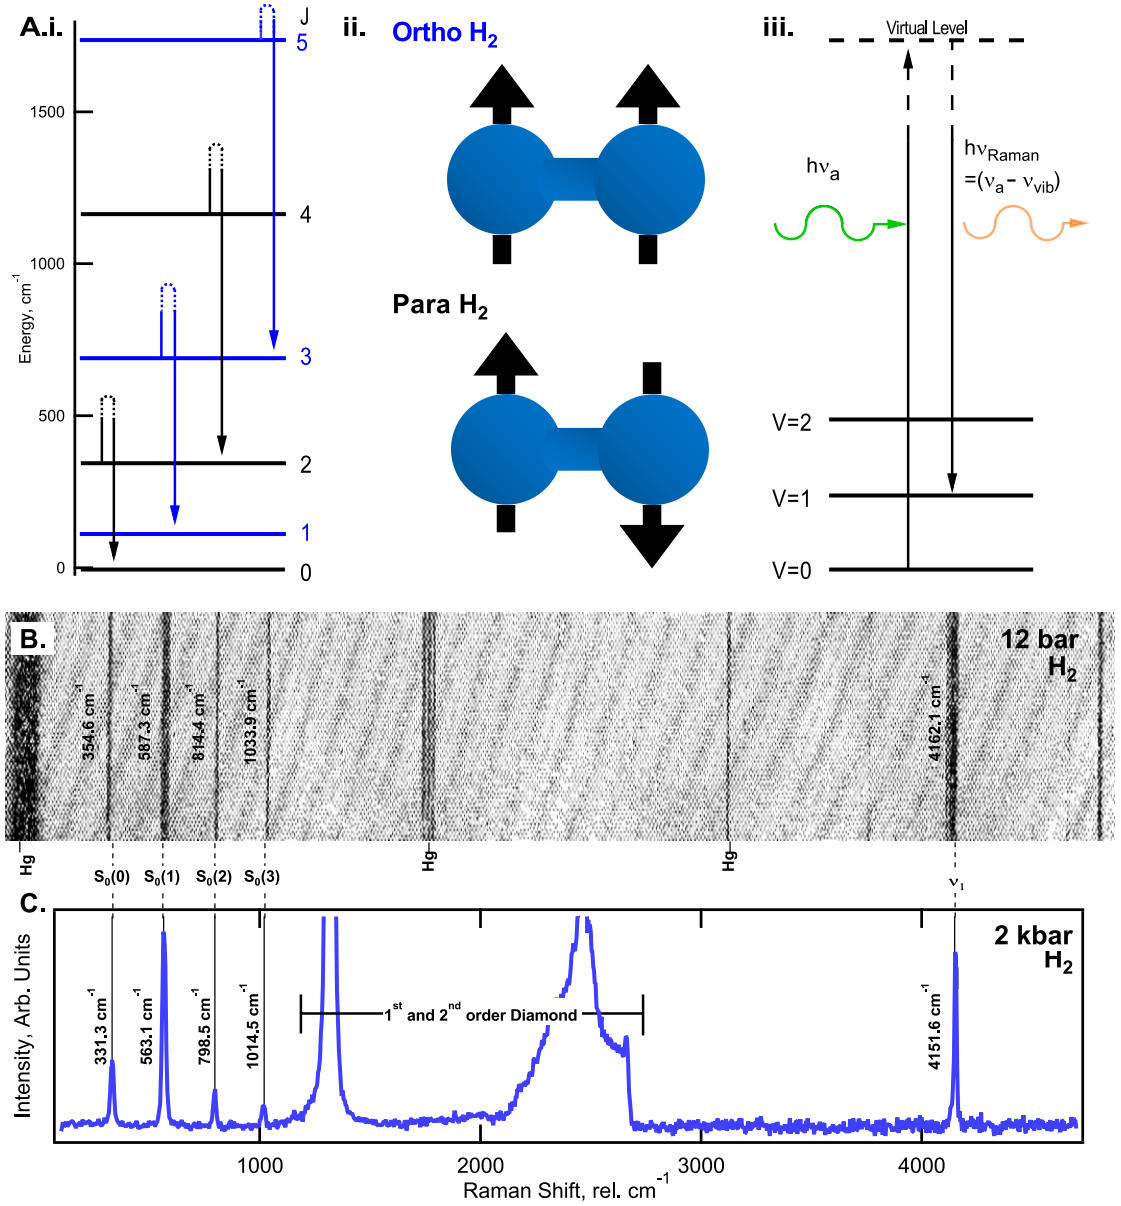 A.i.
J
5
1500
4
1000
Energy, cm-1
3
500
2
1
0
0
ii.
Ortho H2
Para H2
iii.
Virtual Level
hνa
hνRaman
=(νa - νvib)
V=2
V=1
V=0
B.
12 bar
H2
354.6 cm-1
587.3 cm-1
814.4 cm-1
1033.9 cm-1
4162.1 cm-1
Hg
Hg
Hg
S0(0)
S0(1)
S0(2)
S0(3)
ν1
C.
2 kbar
H2
Intensity, Arb. Units
331.3 cm-1
563.1 cm-1
798.5 cm-1
1014.5 cm-1
1st and 2nd order Diamond
4151.6 cm-1
1000
2000
3000
4000
Raman Shift, rel. cm-1